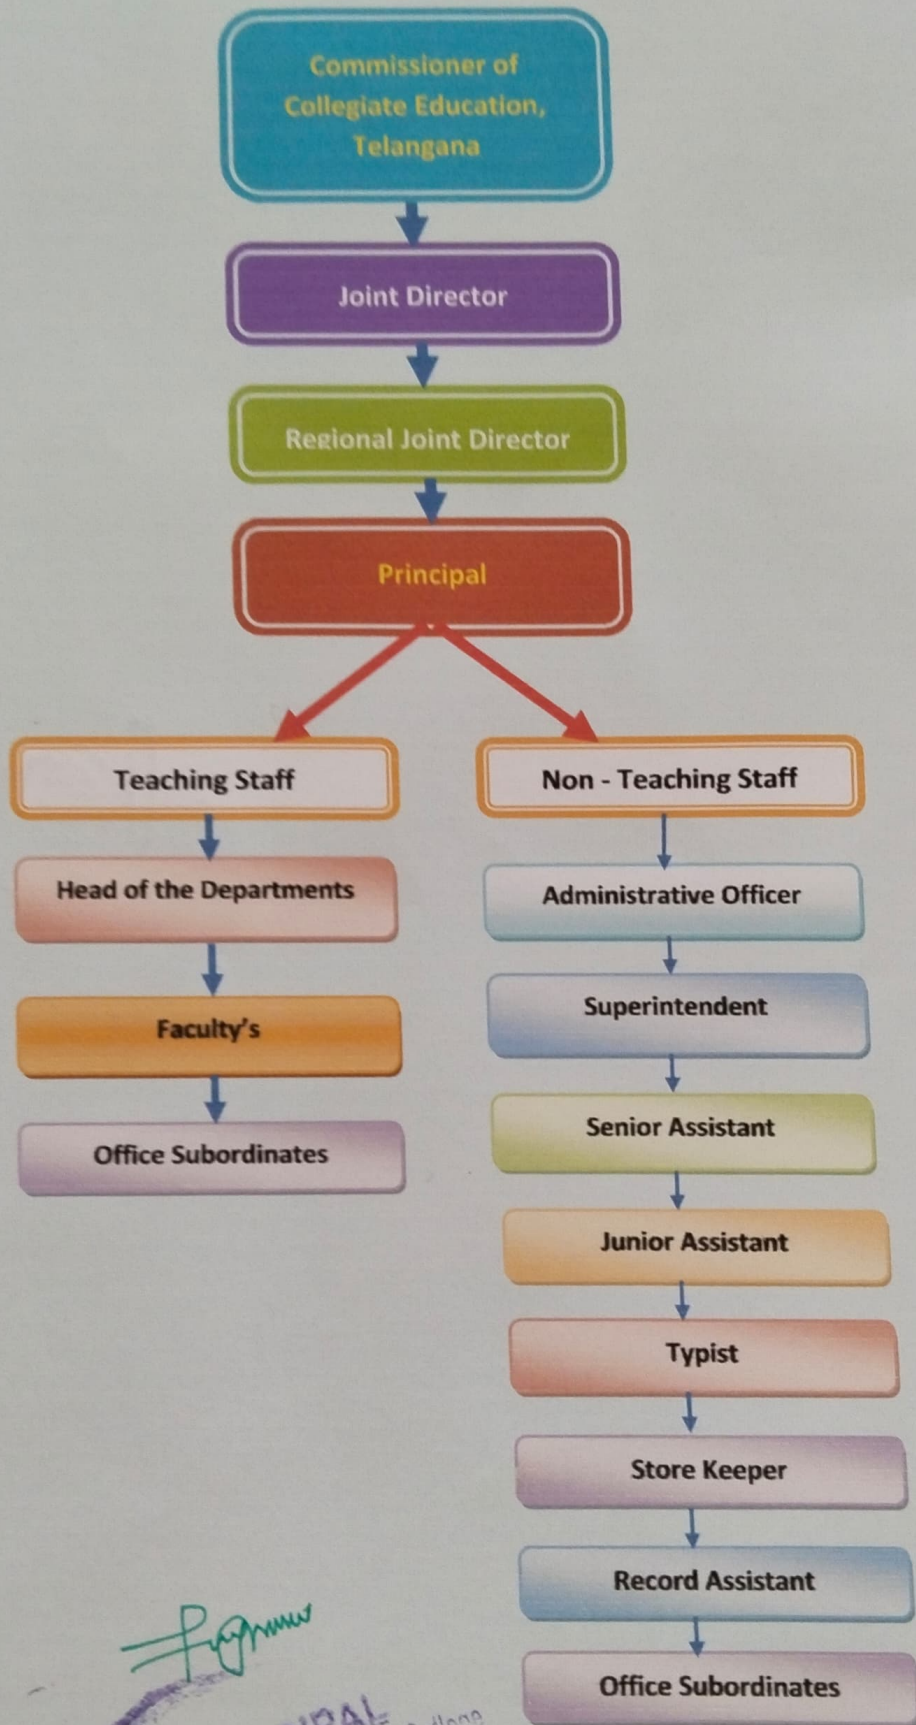 Commissioner of
Collegiate Education,
Telangana
Joint Director
Regional Joint Director
Principal
Teaching Staff
Non - Teaching Staff
Head of the Departments
Administrative Officer
Faculty's
Superintendent
Office Subordinates
Senior Assistant
Junior Assistant
Typist
Store Keeper
Record Assistant
Office Subordinates